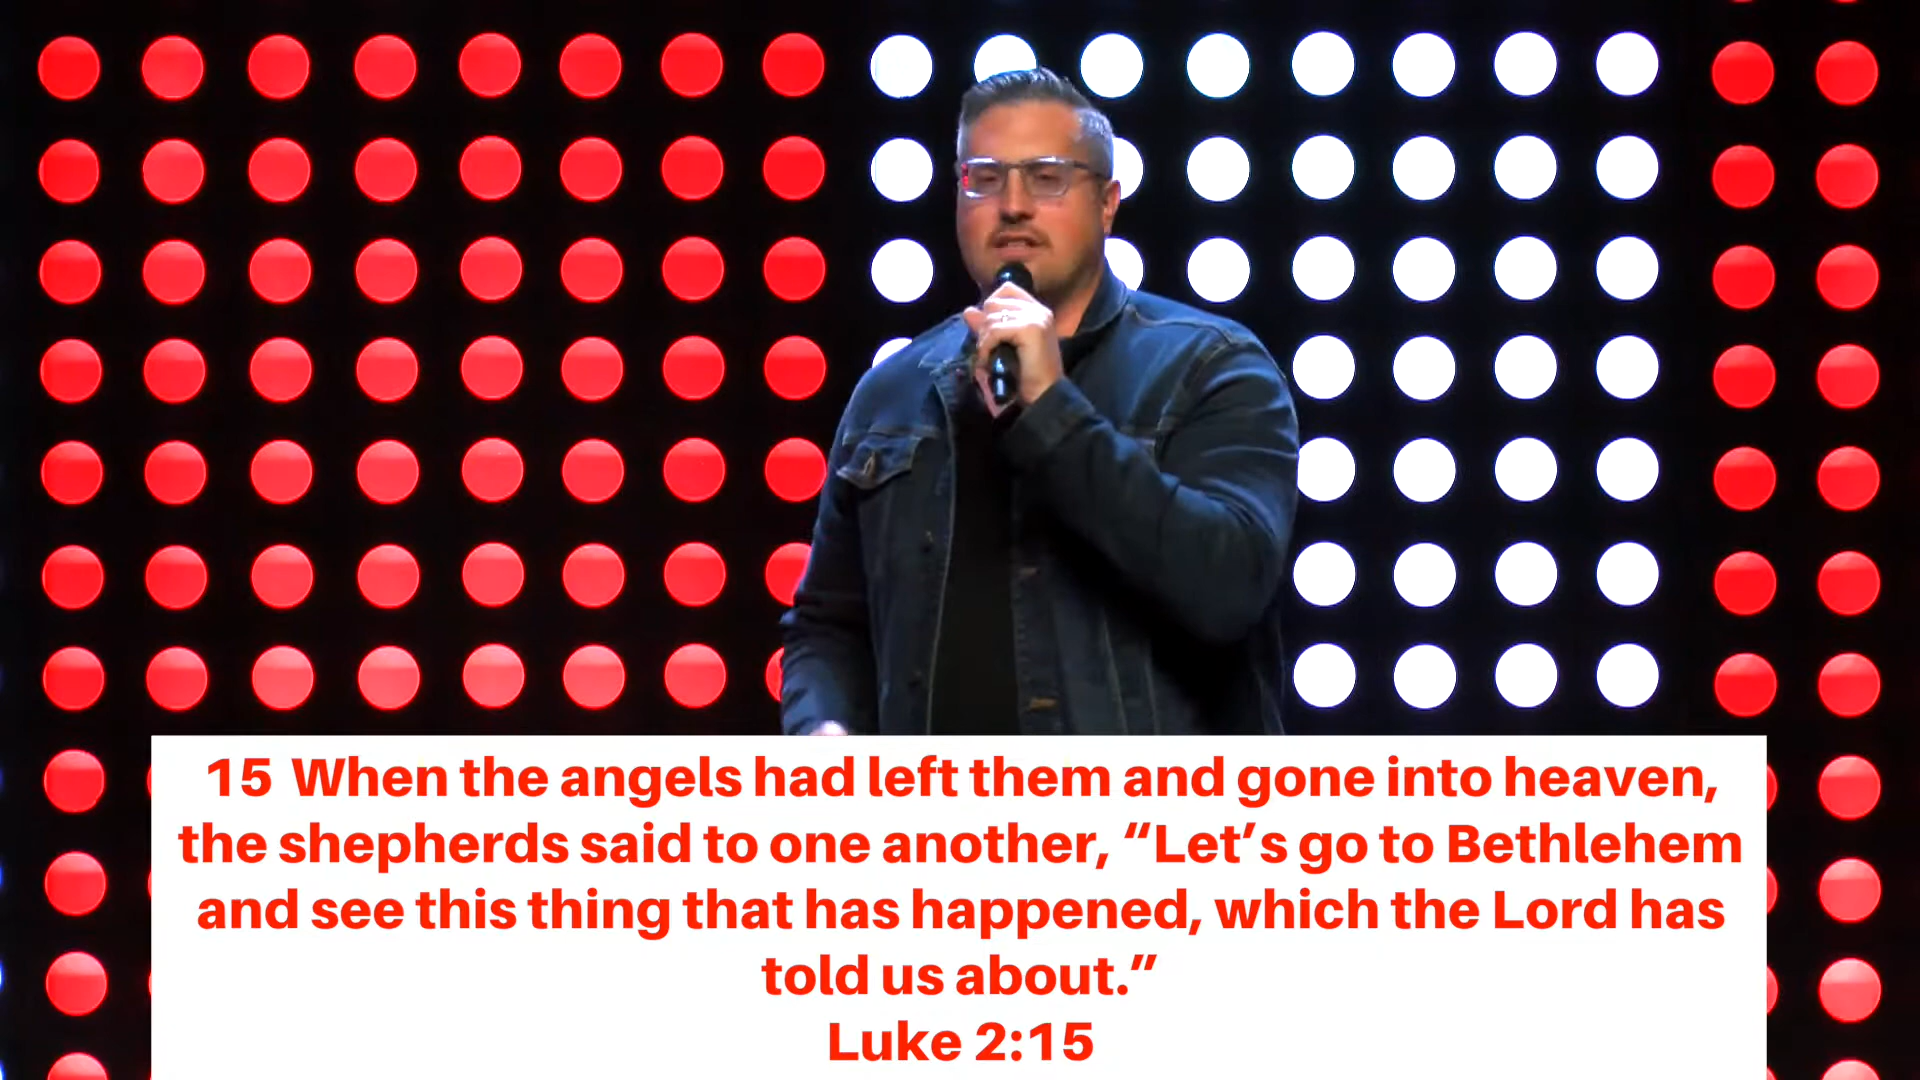 15 When the angels had left them and gone into heaven,
the shepherds said to one another, “Let’s go to Bethlehem
and see this thing that has happened, which the Lord has
told us about.”
Luke 2:15